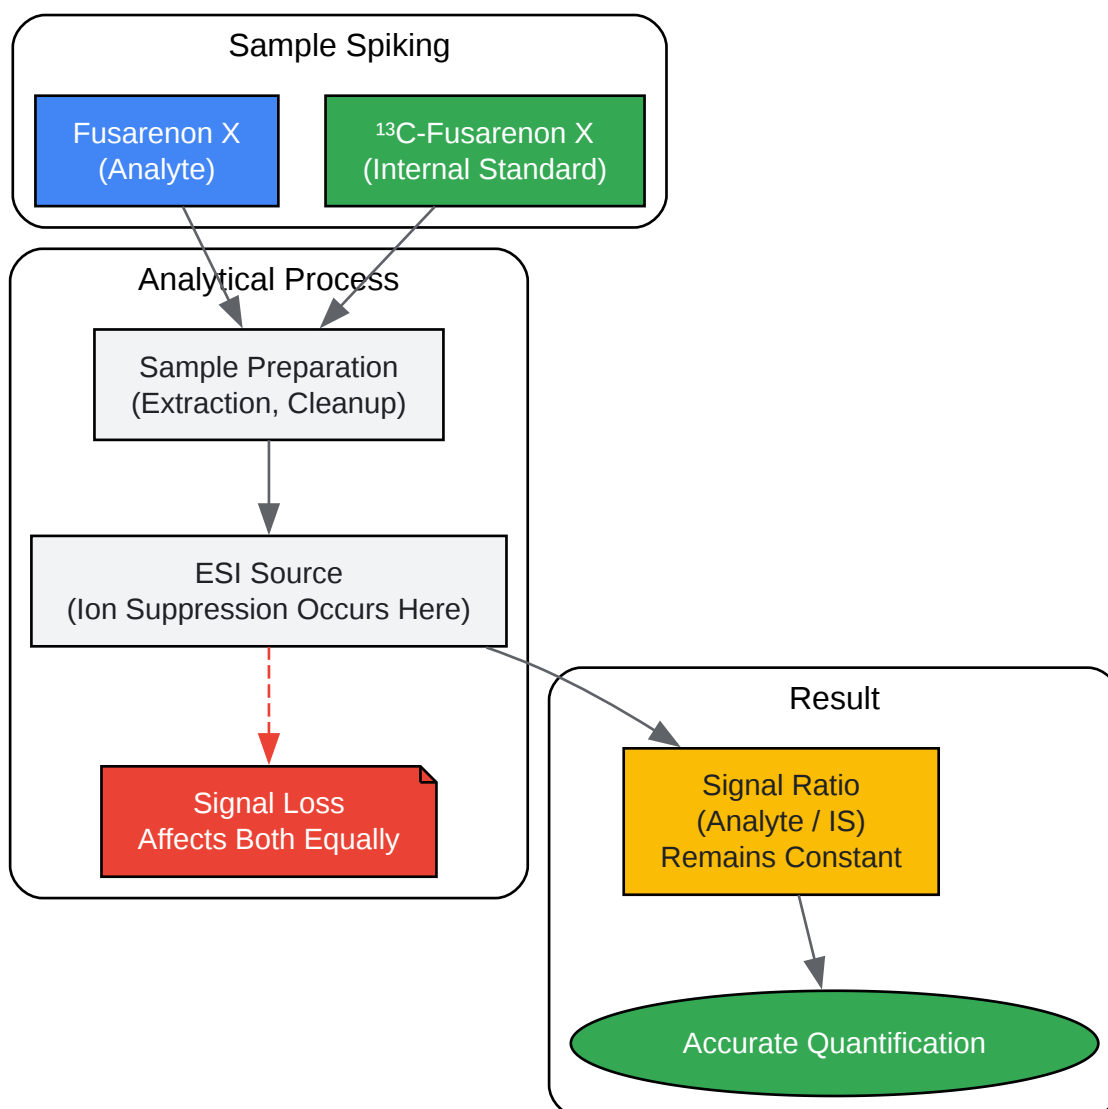 Sample Spiking
Fusarenon X
(Analyte)
¹³C-Fusarenon X
(Internal Standard)
Analytical Process
Sample Preparation
(Extraction, Cleanup)
ESI Source
(Ion Suppression Occurs Here)
Signal Loss
Affects Both Equally
Result
Signal Ratio
(Analyte / IS)
Remains Constant
Accurate Quantification